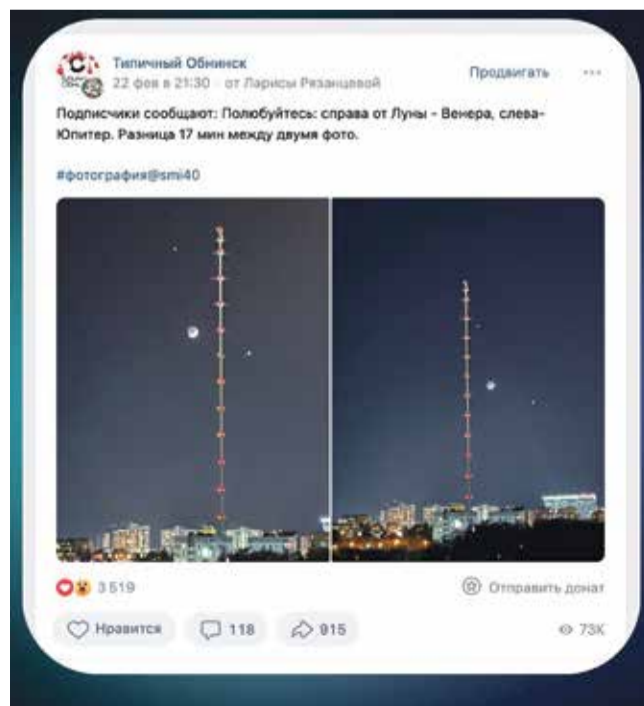 Типичный Обнинск
22 фев в 21:30 · от Ларисы Рязанцевой
Продвигать
Подписчики сообщают: Полюбуйтесь: справа от Луны - Венера, слева-
Юпитер. Разница 17 мин между двумя фото.
#фотография@smi40
3 519
Отправить донат
Нравится
118
915
73K